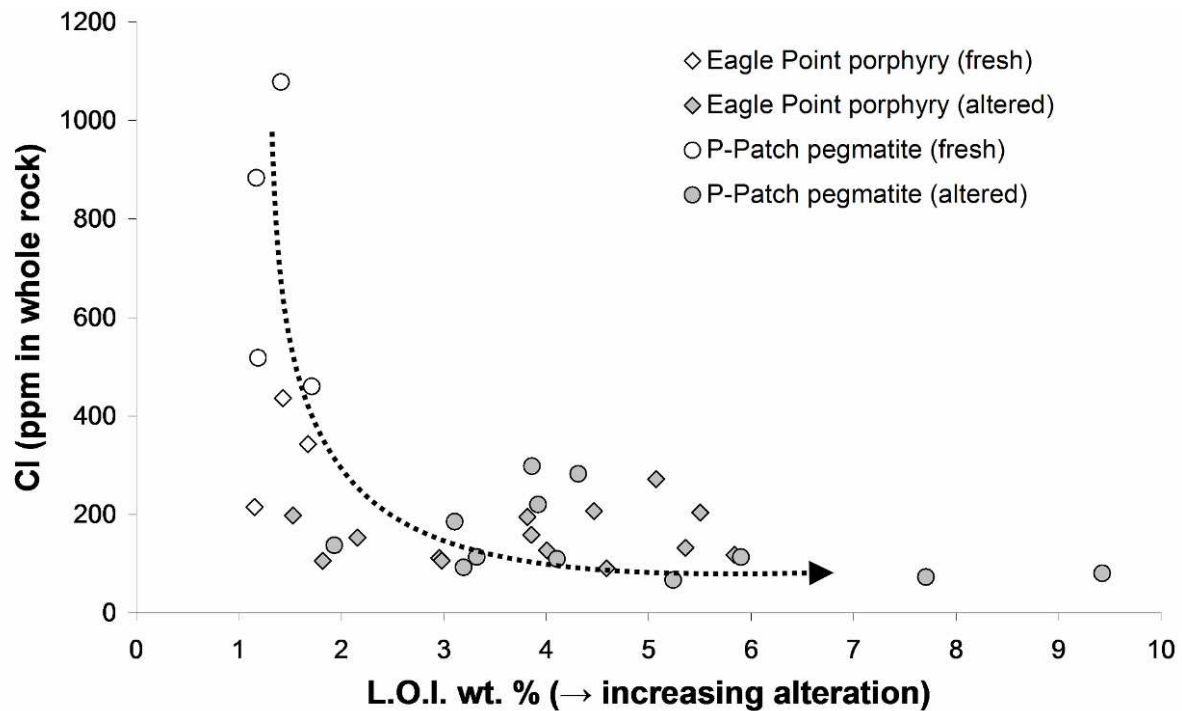 1200
1000
800
600
400
200
0
Cl (ppm in whole rock)
Eagle Point porphyry (fresh)
Eagle Point porphyry (altered)
P-Patch pegmatite (fresh)
P-Patch pegmatite (altered)
0 1 2 3 4 5 6 7 8 9 10
L.O.I. wt. % (→ increasing alteration)